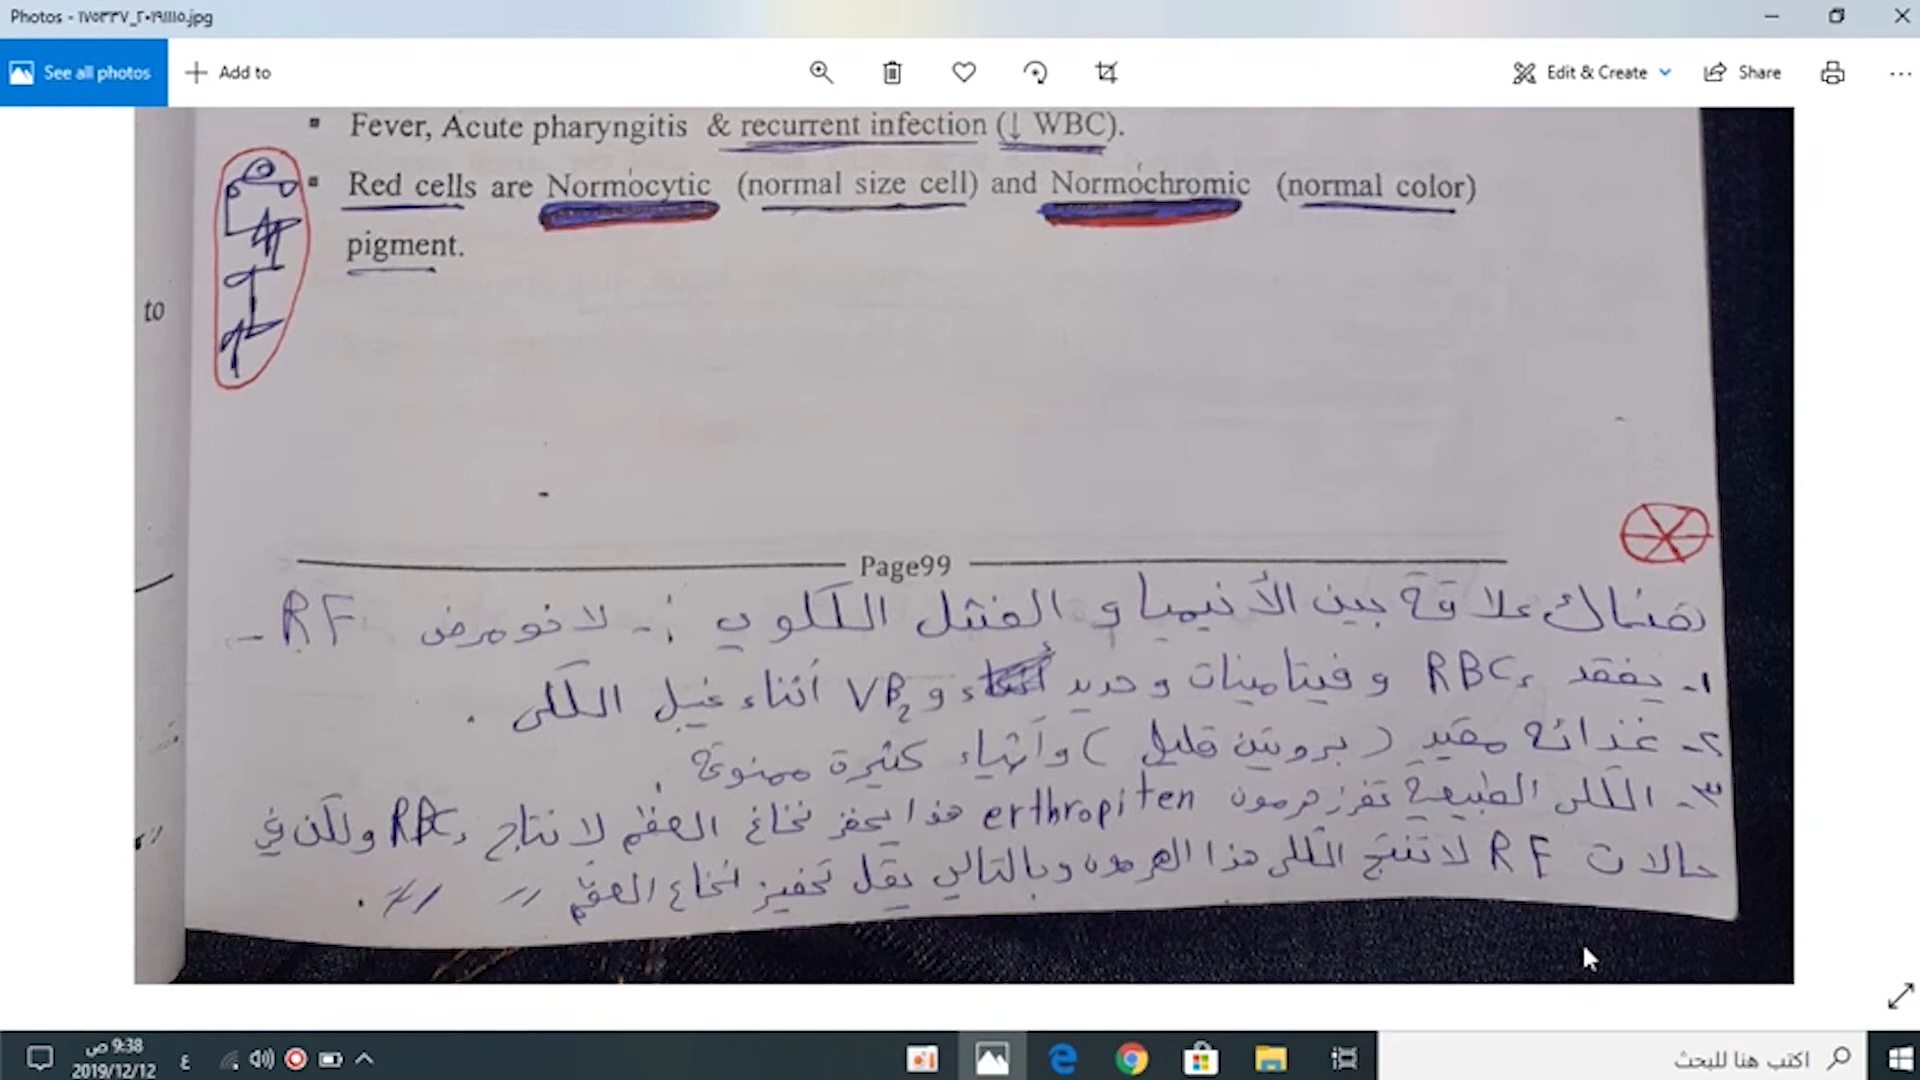 Photos - ٢٠١٩١١١٥_١٧٥٣٣٧.jpg
See all photos
Add to
Edit & Create
Share
Fever, Acute pharyngitis & recurrent infection (↓ WBC).
Red cells are Normocytic (normal size cell) and Normochromic (normal color)
pigment.
to
Page99
هناك علاقة بين الأنيميا و الفشل الكلوي :- لانو مرض RF -
١- يفقد RBCs و فيتامينات و حديد و VB2 أثناء غسيل الكلى .
٢- غذائه مقيد (بروتين قليل) وأشياء كثيرة ممنوعة .
٣- الكلى الطبيعية تفرز هرمون erthropiten هذا يحفز نخاع العظم لانتاج RBCs ولكن في
حالات RF لا تنتج الكلى هذا الهرمون وبالتالي يقل تحفيز نخاع العظم " " .
9:38 ص
2019/12/12
ع
اكتب هنا للبحث